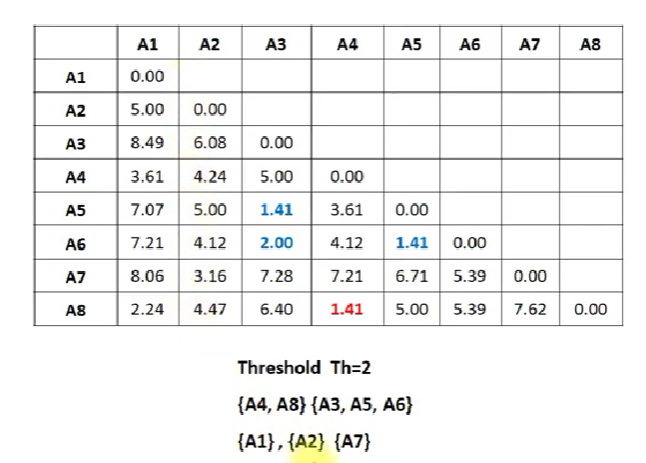 A1 A2 A3 A4 A5 A6 A7 A8
A1 0.00
A2 5.00 0.00
A3 8.49 6.08 0.00
A4 3.61 4.24 5.00 0.00
A5 7.07 5.00 1.41 3.61 0.00
A6 7.21 4.12 2.00 4.12 1.41 0.00
A7 8.06 3.16 7.28 7.21 6.71 5.39 0.00
A8 2.24 4.47 6.40 1.41 5.00 5.39 7.62 0.00
Threshold Th=2
{A4, A8} {A3, A5, A6}
{A1} , {A2} {A7}